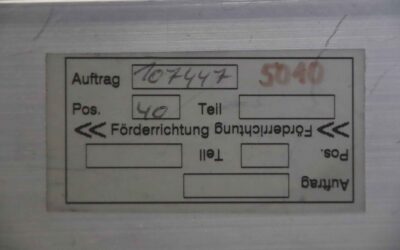 Auftrag 107447 5040
Pos. 40 Teil
<< Förderrichtung Förderrichtung <<
Pos. Teil
Auftrag